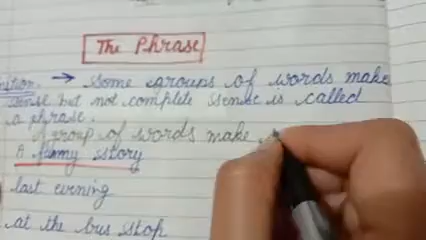 The Phrase
nition. → Some groups of words make
sense but not complete sense is called
a phrase.
A group of words make
A funny story
last evening
at the bus stop